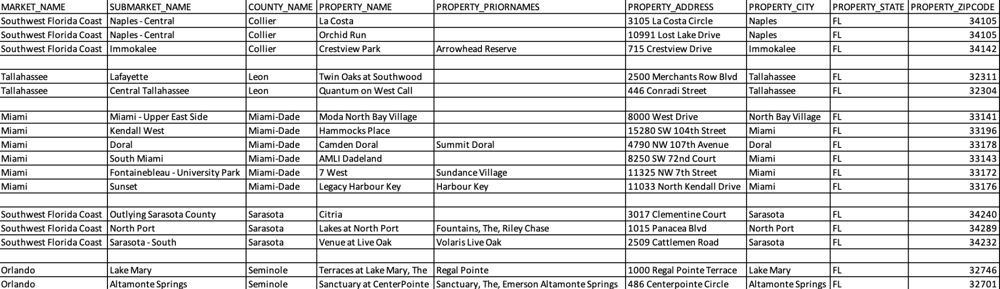 MARKET_NAME SUBMARKET_NAME COUNTY_NAME PROPERTY_NAME PROPERTY_PRIORNAMES PROPERTY_ADDRESS PROPERTY_CITY PROPERTY_STATE PROPERTY_ZIPCODE
Southwest Florida Coast Naples - Central Collier La Costa 3105 La Costa Circle Naples FL 34105
Southwest Florida Coast Naples - Central Collier Orchid Run 10991 Lost Lake Drive Naples FL 34105
Southwest Florida Coast Immokalee Collier Crestview Park Arrowhead Reserve 715 Crestview Drive Immokalee FL 34142
Tallahassee Lafayette Leon Twin Oaks at Southwood 2500 Merchants Row Blvd Tallahassee FL 32311
Tallahassee Central Tallahassee Leon Quantum on West Call 446 Conradi Street Tallahassee FL 32304
Miami Miami - Upper East Side Miami-Dade Moda North Bay Village 8000 West Drive North Bay Village FL 33141
Miami Kendall West Miami-Dade Hammocks Place 15280 SW 104th Street Miami FL 33196
Miami Doral Miami-Dade Camden Doral Summit Doral 4790 NW 107th Avenue Doral FL 33178
Miami South Miami Miami-Dade AMLI Dadeland 8250 SW 72nd Court Miami FL 33143
Miami Fontainebleau - University Park Miami-Dade 7 West Sundance Village 11325 NW 7th Street Miami FL 33172
Miami Sunset Miami-Dade Legacy Harbour Key Harbour Key 11033 North Kendall Drive Miami FL 33176
Southwest Florida Coast Outlying Sarasota County Sarasota Citria 3017 Clementine Court Sarasota FL 34240
Southwest Florida Coast North Port Sarasota Lakes at North Port Fountains, The, Riley Chase 1015 Panacea Blvd North Port FL 34289
Southwest Florida Coast Sarasota - South Sarasota Venue at Live Oak Volaris Live Oak 2509 Cattlemen Road Sarasota FL 34232
Orlando Lake Mary Seminole Terraces at Lake Mary, The Regal Pointe 1000 Regal Pointe Terrace Lake Mary FL 32746
Orlando Altamonte Springs Seminole Sanctuary at CenterPointe Sanctuary, The, Emerson Altamonte Springs 486 Centerpointe Circle Altamonte Springs FL 32701